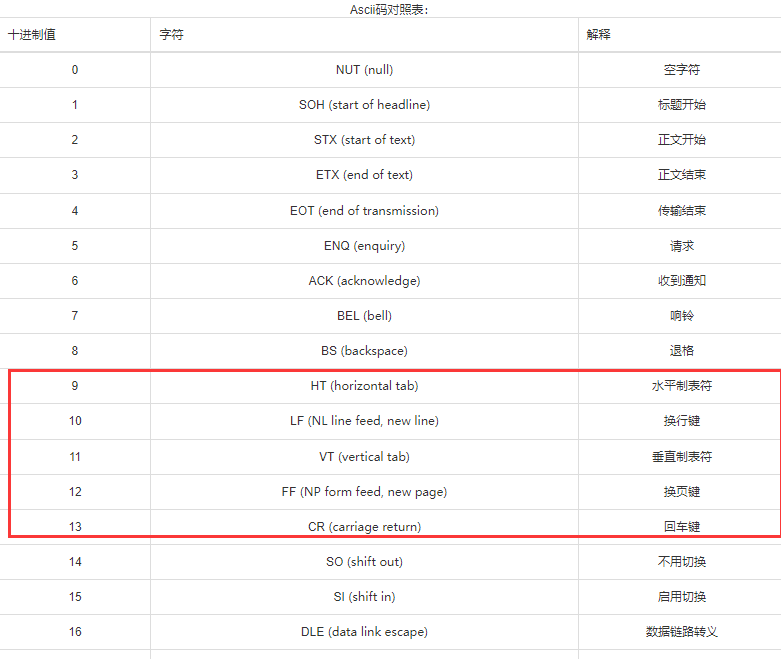 Ascii码对照表：
十进制值 字符 解释
0 NUT (null) 空字符
1 SOH (start of headline) 标题开始
2 STX (start of text) 正文开始
3 ETX (end of text) 正文结束
4 EOT (end of transmission) 传输结束
5 ENQ (enquiry) 请求
6 ACK (acknowledge) 收到通知
7 BEL (bell) 响铃
8 BS (backspace) 退格
9 HT (horizontal tab) 水平制表符
10 LF (NL line feed, new line) 换行键
11 VT (vertical tab) 垂直制表符
12 FF (NP form feed, new page) 换页键
13 CR (carriage return) 回车键
14 SO (shift out) 不用切换
15 SI (shift in) 启用切换
16 DLE (data link escape) 数据链路转义